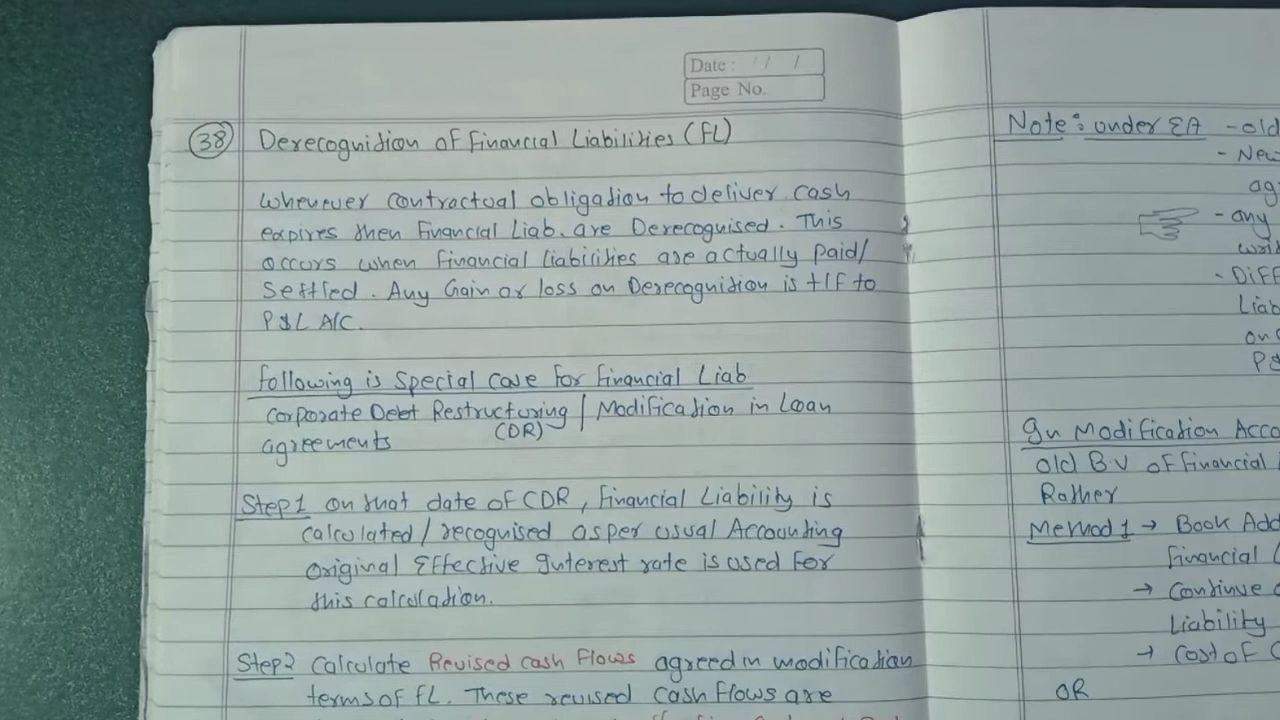 Date : / /
Page No.
38 Derecognition of Financial Liabilities (FL)
Whenever contractual obligation to deliver cash
expires then Financial Liab. are Derecognised. This
occurs when financial liabilities are actually paid/
Settled. Any Gain or loss on Derecognition is t/f to
P&L A/C.
Following is Special Case for Financial Liab
Corporate Debt Restructuring / Modification in Loan
(CDR)
agreements
Step1 on that date of CDR, Financial Liability is
calculated / recognised as per usual Accounting
Original Effective Interest rate is used for
this calculation.
Step2 Calculate Revised cash Flows agreed in modification
terms of FL. These revised cash flows are
Note: under EA - old
- New
ag
- any
writ
- Diff
Liab
on
P&
In Modification Acco
old BV of Financial
Rather
Method 1 → Book Add
Financial
→ Continue
Liability
→ Cost of
OR